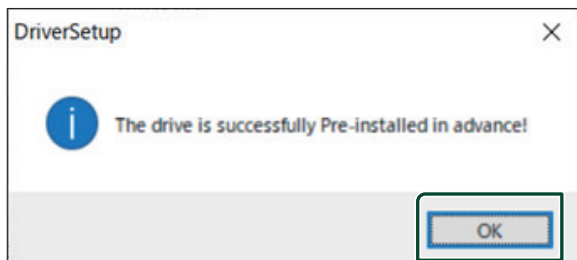 DriverSetup
The drive is successfully Pre-installed in advance!
OK